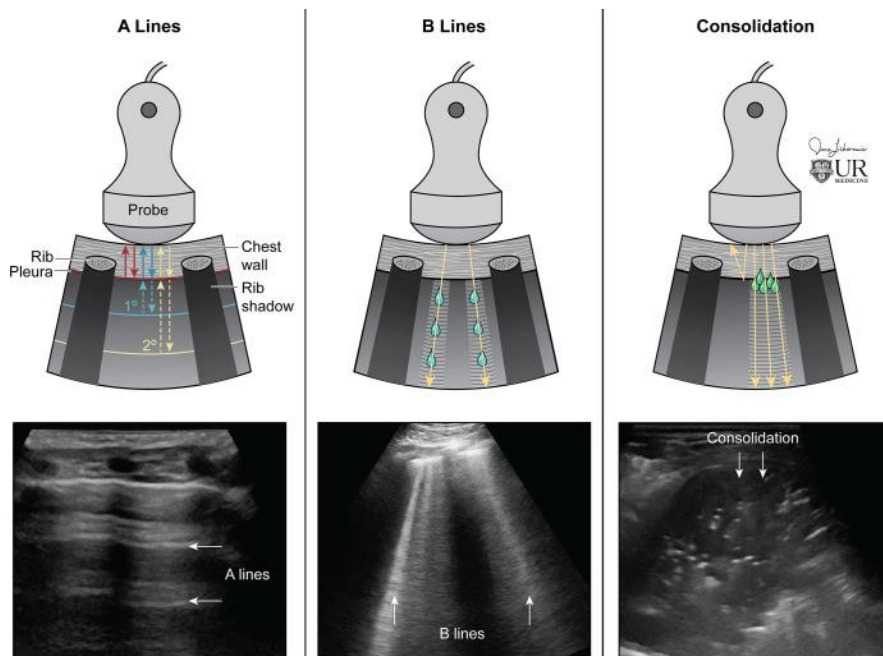 A Lines
Probe
Rib
Pleura
Chest
wall
Rib
shadow
1°
2°
A lines
B Lines
B lines
Consolidation
UR
MEDICINE
Consolidation